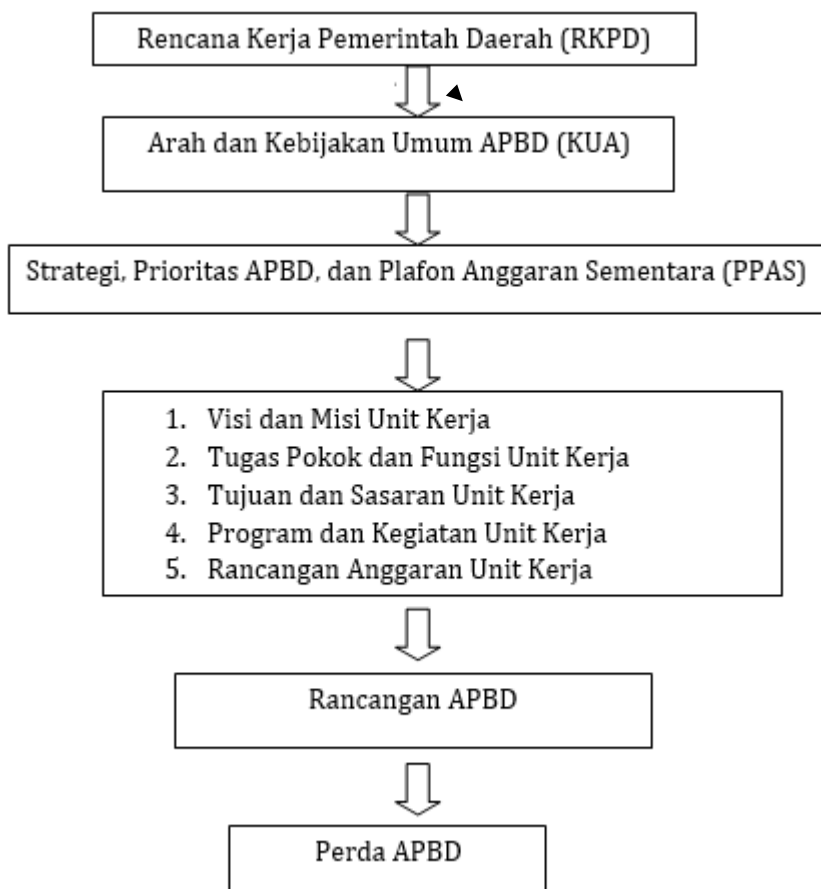 Rencana Kerja Pemerintah Daerah (RKPD)
Arah dan Kebijakan Umum APBD (KUA)
Strategi, Prioritas APBD, dan Plafon Anggaran Sementara (PPAS)
1. Visi dan Misi Unit Kerja
2. Tugas Pokok dan Fungsi Unit Kerja
3. Tujuan dan Sasaran Unit Kerja
4. Program dan Kegiatan Unit Kerja
5. Rancangan Anggaran Unit Kerja
Rancangan APBD
Perda APBD